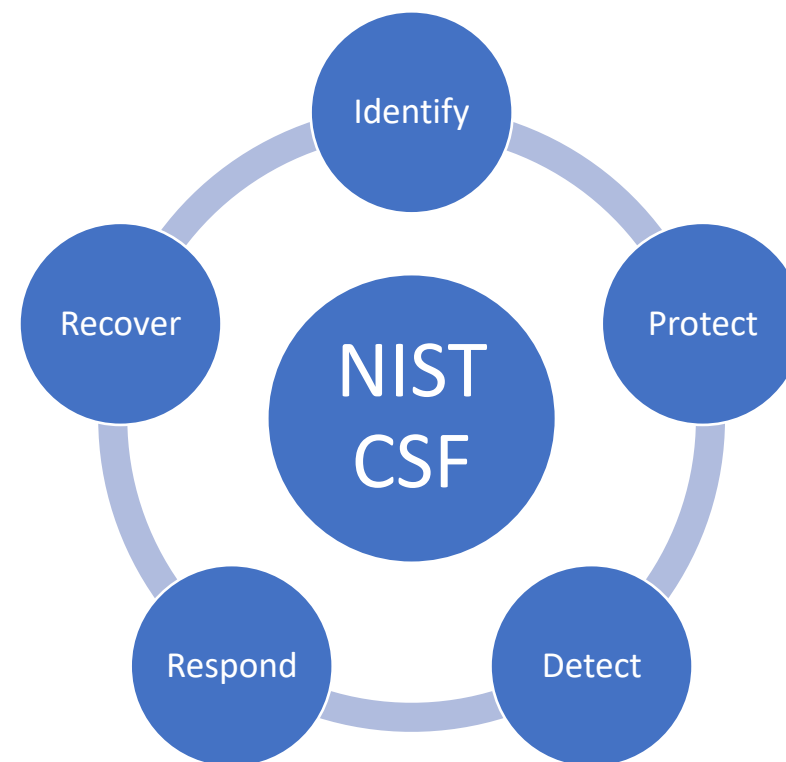 Identify
Protect
Detect
Respond
Recover
NIST
CSF